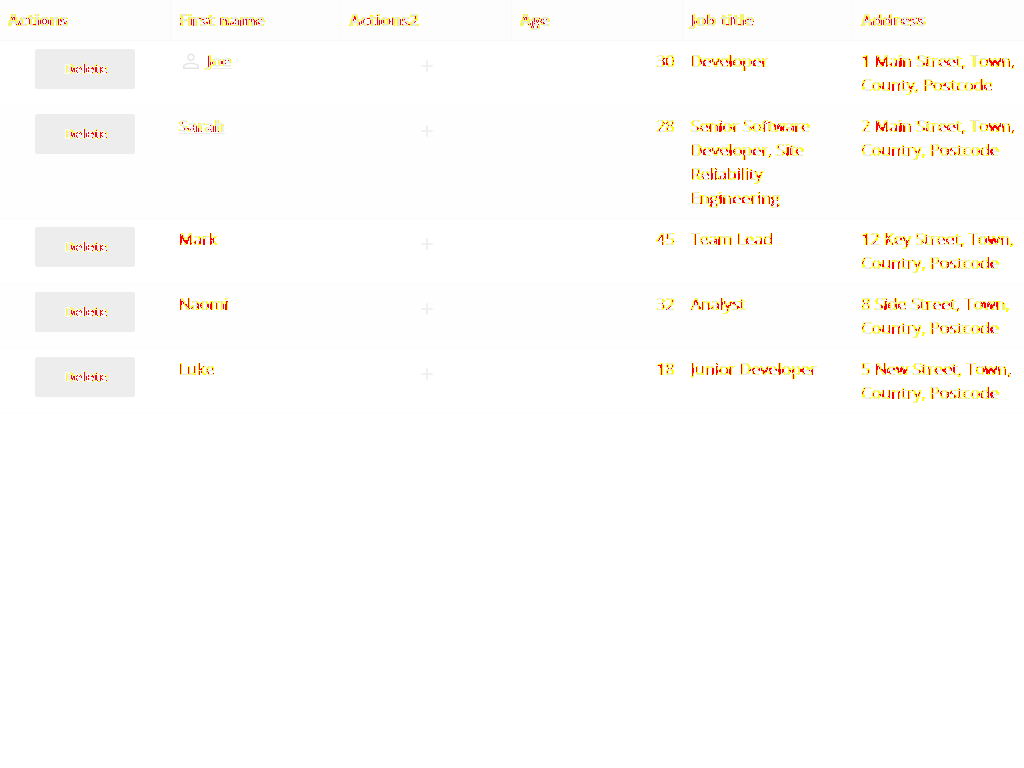 Actions First name Actions2 Age Job title Address
Delete Joe + 30 Developer 1 Main Street, Town,
County, Postcode
Delete Sarah + 28 Senior Software 2 Main Street, Town,
Developer, Site Country, Postcode
Reliability
Engineering
Delete Mark + 45 Team Lead 12 Key Street, Town,
Country, Postcode
Delete Naomi + 32 Analyst 8 Side Street, Town,
Country, Postcode
Delete Luke + 18 Junior Developer 5 New Street, Town,
Country, Postcode